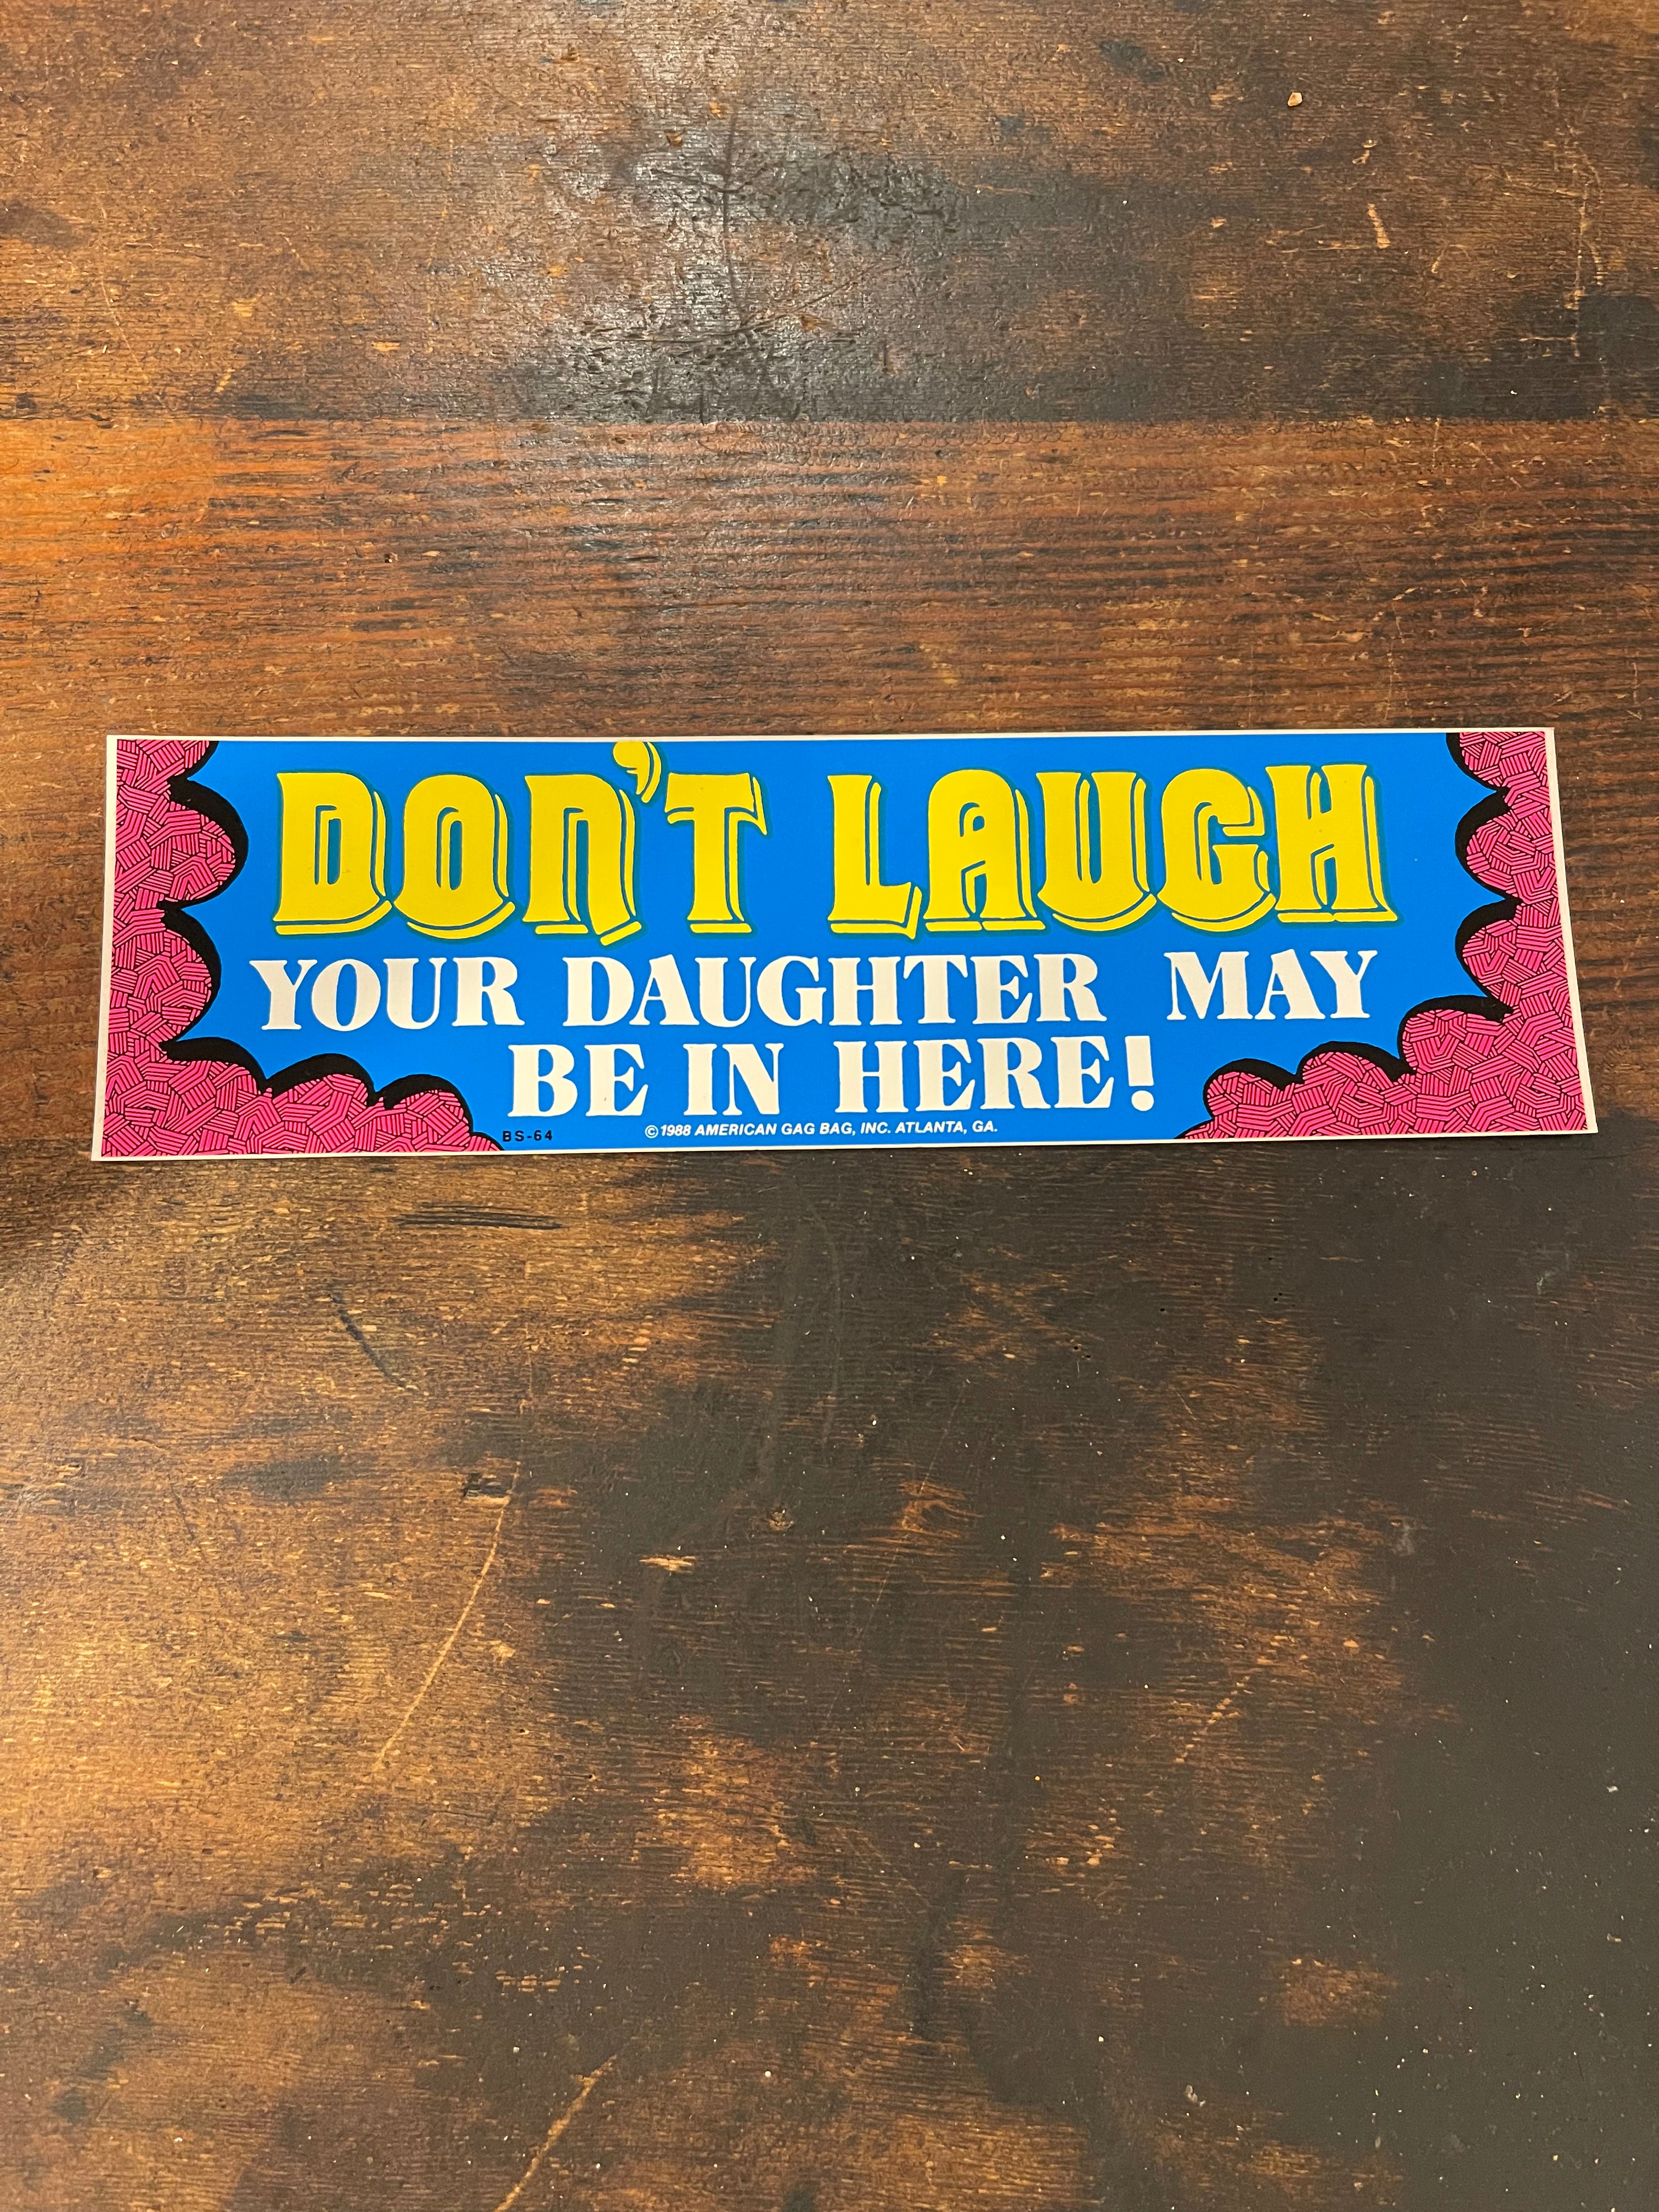 DON'T LAUGH
YOUR DAUGHTER MAY
BE IN HERE!
BS-64
©1988 AMERICAN GAG BAG, INC. ATLANTA, GA.